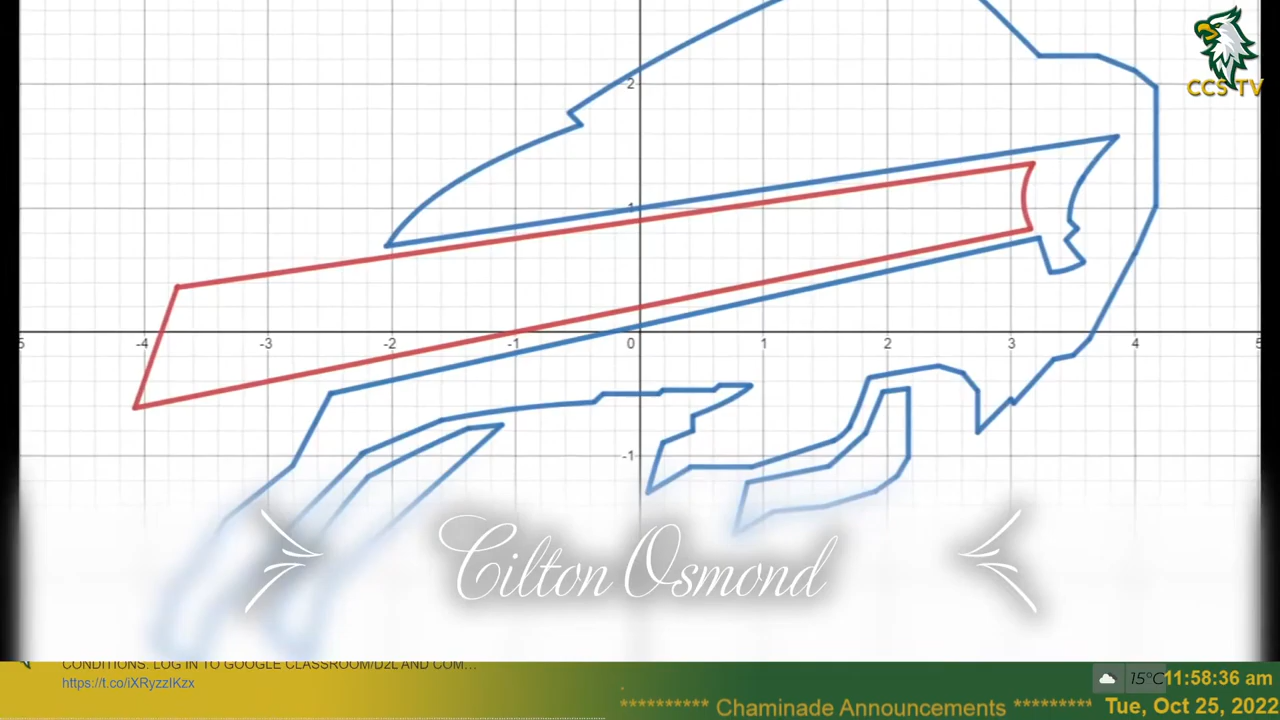 CCS TV
2
1
-5 -4 -3 -2 -1 0 1 2 3 4 5
-1
Cilton Osmond
CONDITIONS. LOG IN TO GOOGLE CLASSROOM/D2L AND COM...
https://t.co/iXRyzzIKzx
15°C 11:58:36 am
********** Chaminade Announcements *********
Tue, Oct 25, 2022